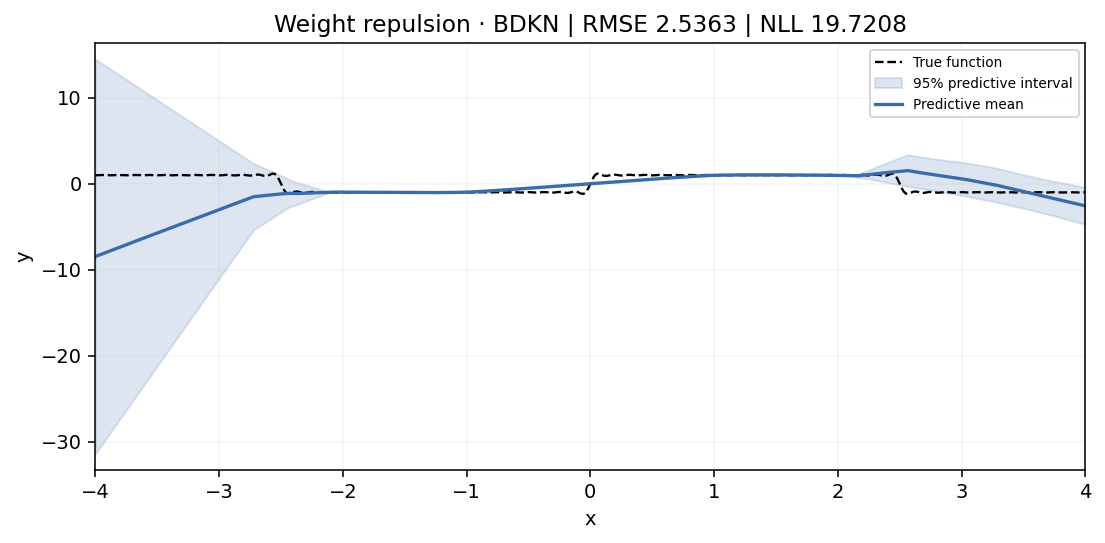 Weight repulsion · BDKN | RMSE 2.5363 | NLL 19.7208
True function
95% predictive interval
Predictive mean
y
10
0
−10
−20
−30
−4
−3
−2
−1
0
1
2
3
4
x